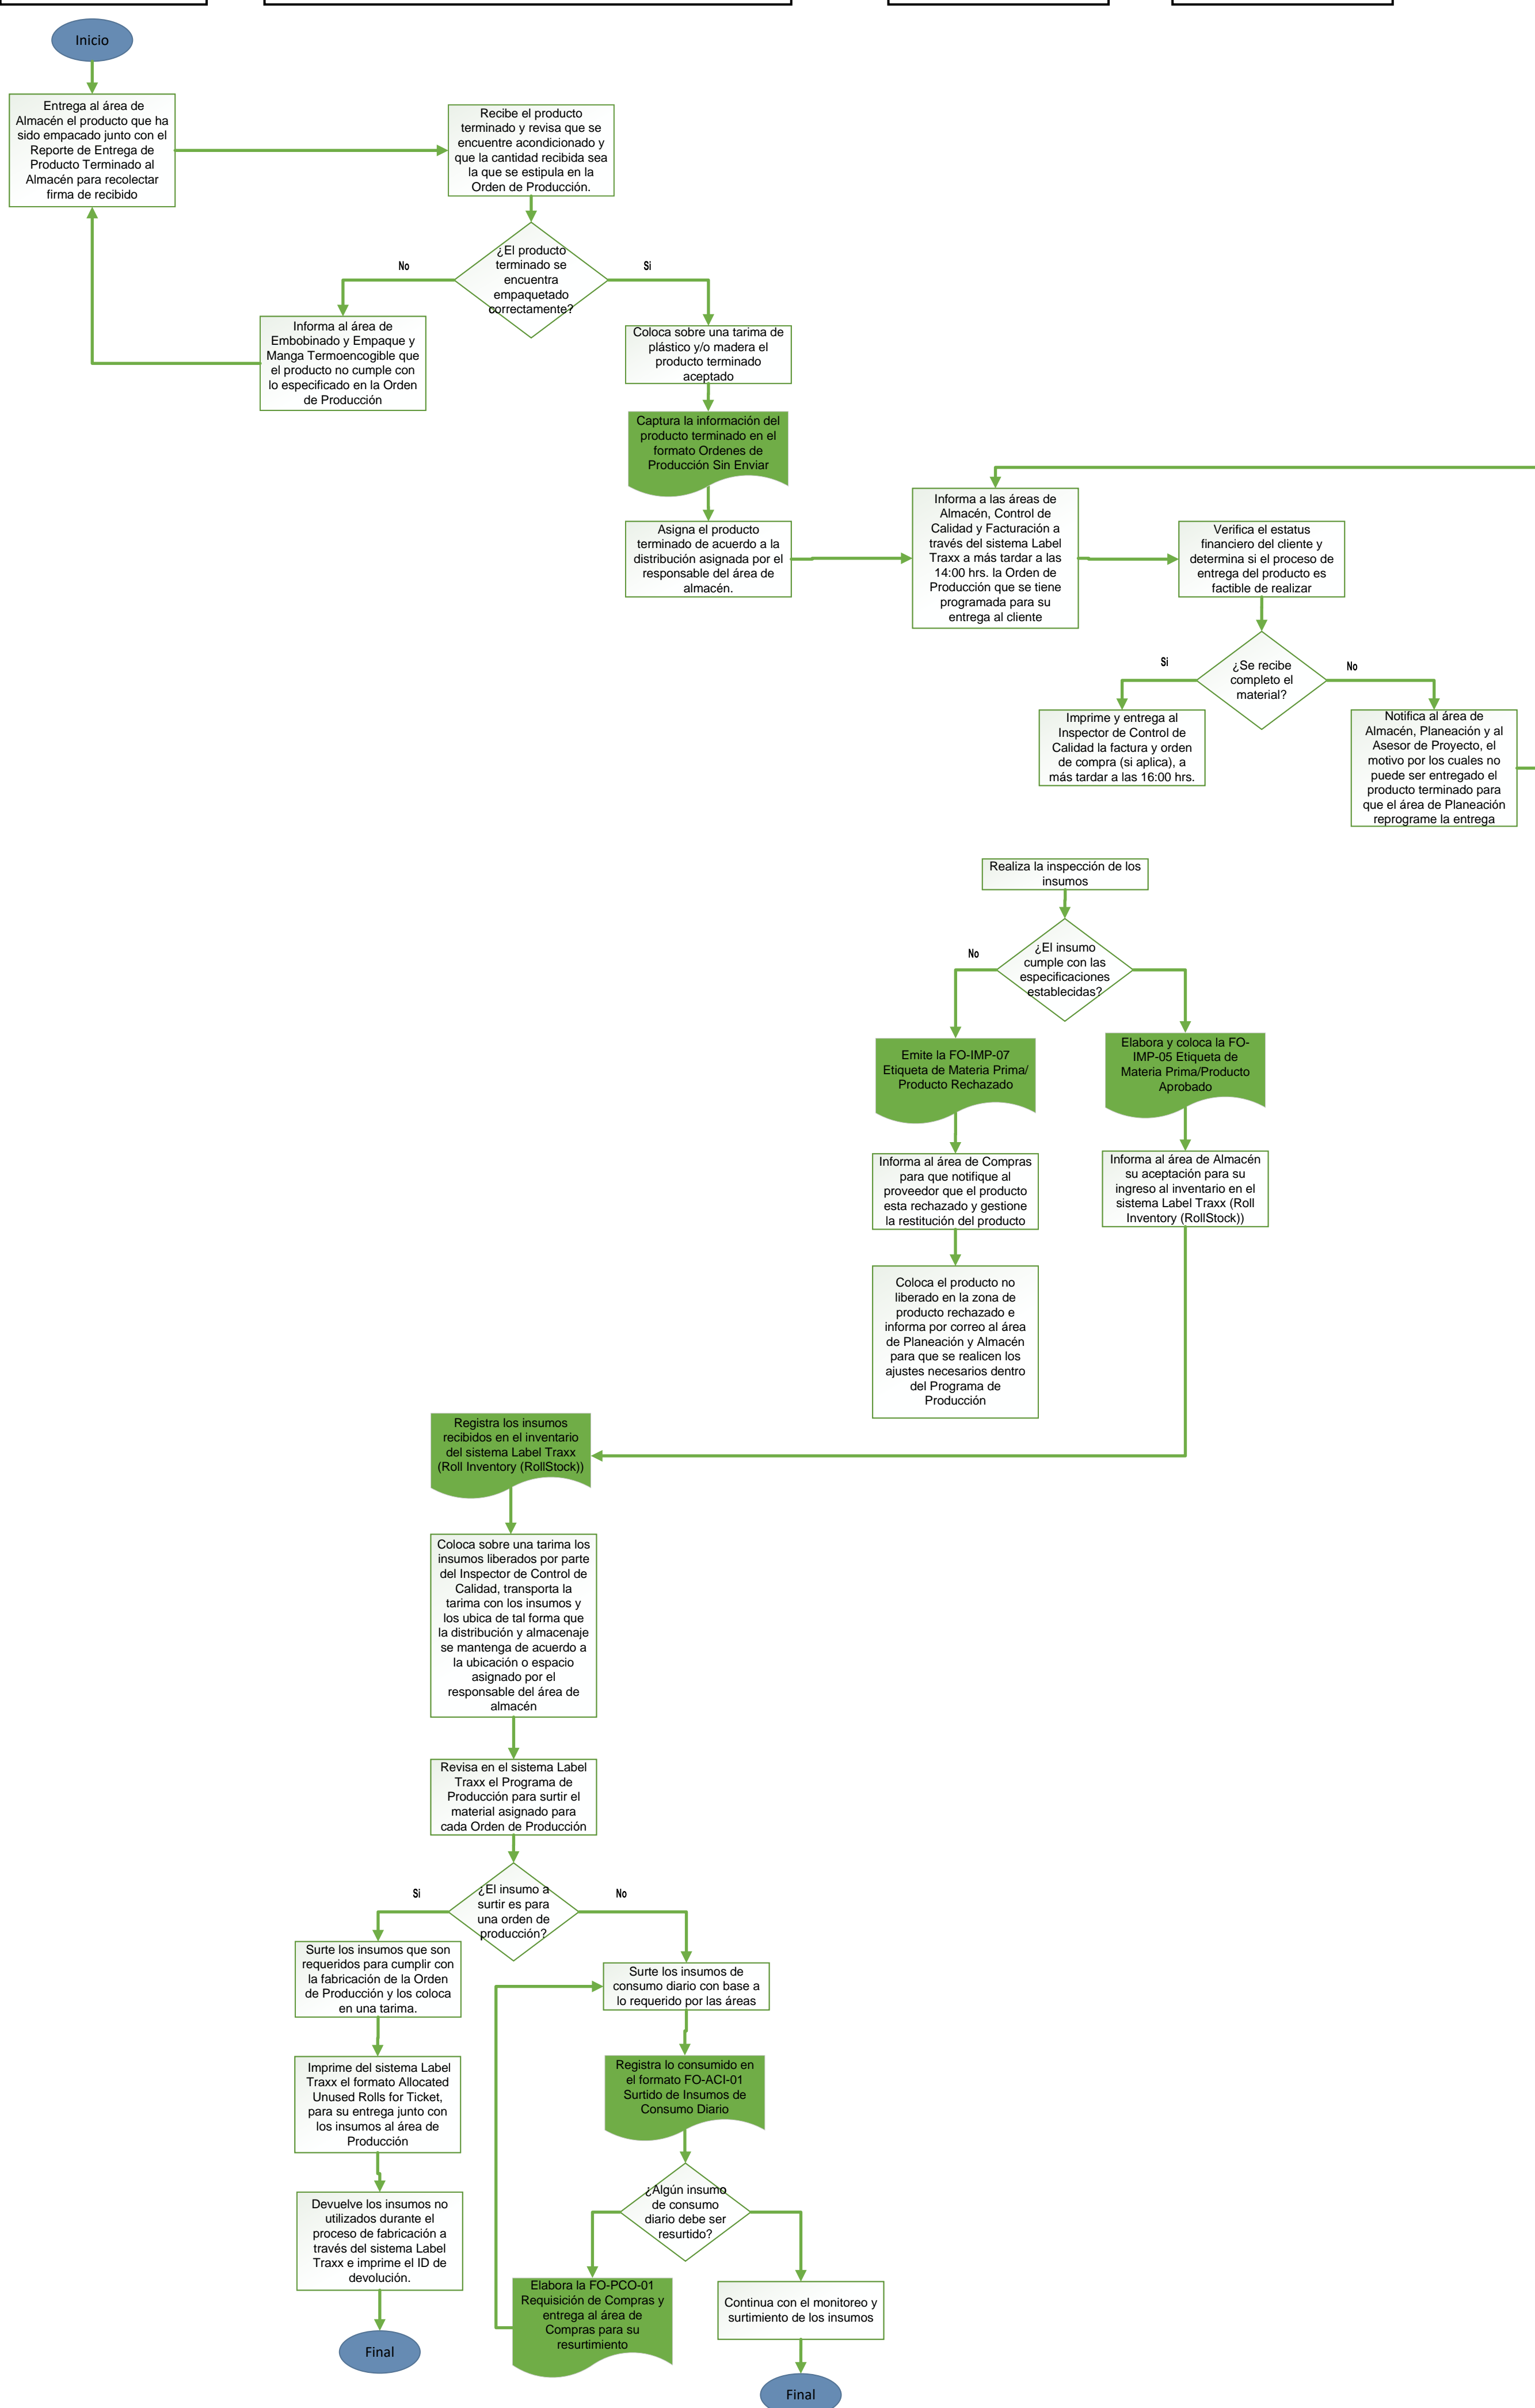 Inicio
Entrega al área de
Almacén el producto que ha
sido empacado junto con el
Reporte de Entrega de
Producto Terminado al
Almacén para recolectar
firma de recibido
Recibe el producto
terminado y revisa que se
encuentre acondicionado y
que la cantidad recibida sea
la que se estipula en la
Orden de Producción.
¿El producto
terminado se
encuentra
empaquetado
correctamente?
No
Si
Informa al área de
Embobinado y Empaque y
Manga Termoencogible que
el producto no cumple con
lo especificado en la Orden
de Producción
Coloca sobre una tarima de
plástico y/o madera el
producto terminado
aceptado
Captura la información del
producto terminado en el
formato Ordenes de
Producción Sin Enviar
Asigna el producto
terminado de acuerdo a la
distribución asignada por el
responsable del área de
almacén.
Informa a las áreas de
Almacén, Control de
Calidad y Facturación a
través del sistema Label
Traxx a más tardar a las
14:00 hrs. la Orden de
Producción que se tiene
programada para su
entrega al cliente
Verifica el estatus
financiero del cliente y
determina si el proceso de
entrega del producto es
factible de realizar
¿Se recibe
completo el
material?
Si
No
Imprime y entrega al
Inspector de Control de
Calidad la factura y orden
de compra (si aplica), a
más tardar a las 16:00 hrs.
Notifica al área de
Almacén, Planeación y al
Asesor de Proyecto, el
motivo por los cuales no
puede ser entregado el
producto terminado para
que el área de Planeación
reprograme la entrega
Realiza la inspección de los
insumos
¿El insumo
cumple con las
especificaciones
establecidas?
No
Emite la FO-IMP-07
Etiqueta de Materia Prima/
Producto Rechazado
Elabora y coloca la FO-
IMP-05 Etiqueta de
Materia Prima/Producto
Aprobado
Informa al área de Compras
para que notifique al
proveedor que el producto
esta rechazado y gestione
la restitución del producto
Informa al área de Almacén
su aceptación para su
ingreso al inventario en el
sistema Label Traxx (Roll
Inventory (RollStock))
Coloca el producto no
liberado en la zona de
producto rechazado e
informa por correo al área
de Planeación y Almacén
para que se realicen los
ajustes necesarios dentro
del Programa de
Producción
Registra los insumos
recibidos en el inventario
del sistema Label Traxx
(Roll Inventory (RollStock))
Coloca sobre una tarima los
insumos liberados por parte
del Inspector de Control de
Calidad, transporta la
tarima con los insumos y
los ubica de tal forma que
la distribución y almacenaje
se mantenga de acuerdo a
la ubicación o espacio
asignado por el
responsable del área de
almacén
Revisa en el sistema Label
Traxx el Programa de
Producción para surtir el
material asignado para
cada Orden de Producción
¿El insumo a
surtir es para
una orden de
producción?
Si
No
Surte los insumos que son
requeridos para cumplir con
la fabricación de la Orden
de Producción y los coloca
en una tarima.
Surte los insumos de
consumo diario con base a
lo requerido por las áreas
Imprime del sistema Label
Traxx el formato Allocated
Unused Rolls for Ticket,
para su entrega junto con
los insumos al área de
Producción
Registra lo consumido en
el formato FO-ACI-01
Surtido de Insumos de
Consumo Diario
Devuelve los insumos no
utilizados durante el
proceso de fabricación a
través del sistema Label
Traxx e imprime el ID de
devolución.
¿Algún insumo
de consumo
diario debe ser
resurtido?
Elabora la FO-PCO-01
Requisición de Compras y
entrega al área de
Compras para su
resurtimiento
Continua con el monitoreo y
surtimiento de los insumos
Final
Final